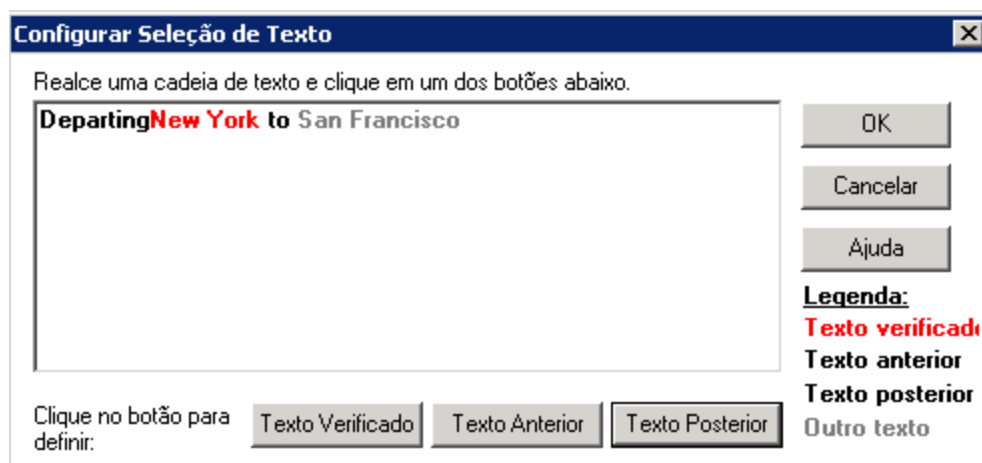 Configurar Seleção de Texto
Realce uma cadeia de texto e clique em um dos botões abaixo.
DepartingNew York to San Francisco
OK
Cancelar
Ajuda
Legenda:
Texto verificad
Texto anterior
Texto posterior
Outro texto
Clique no botão para
definir:
Texto Verificado
Texto Anterior
Texto Posterior